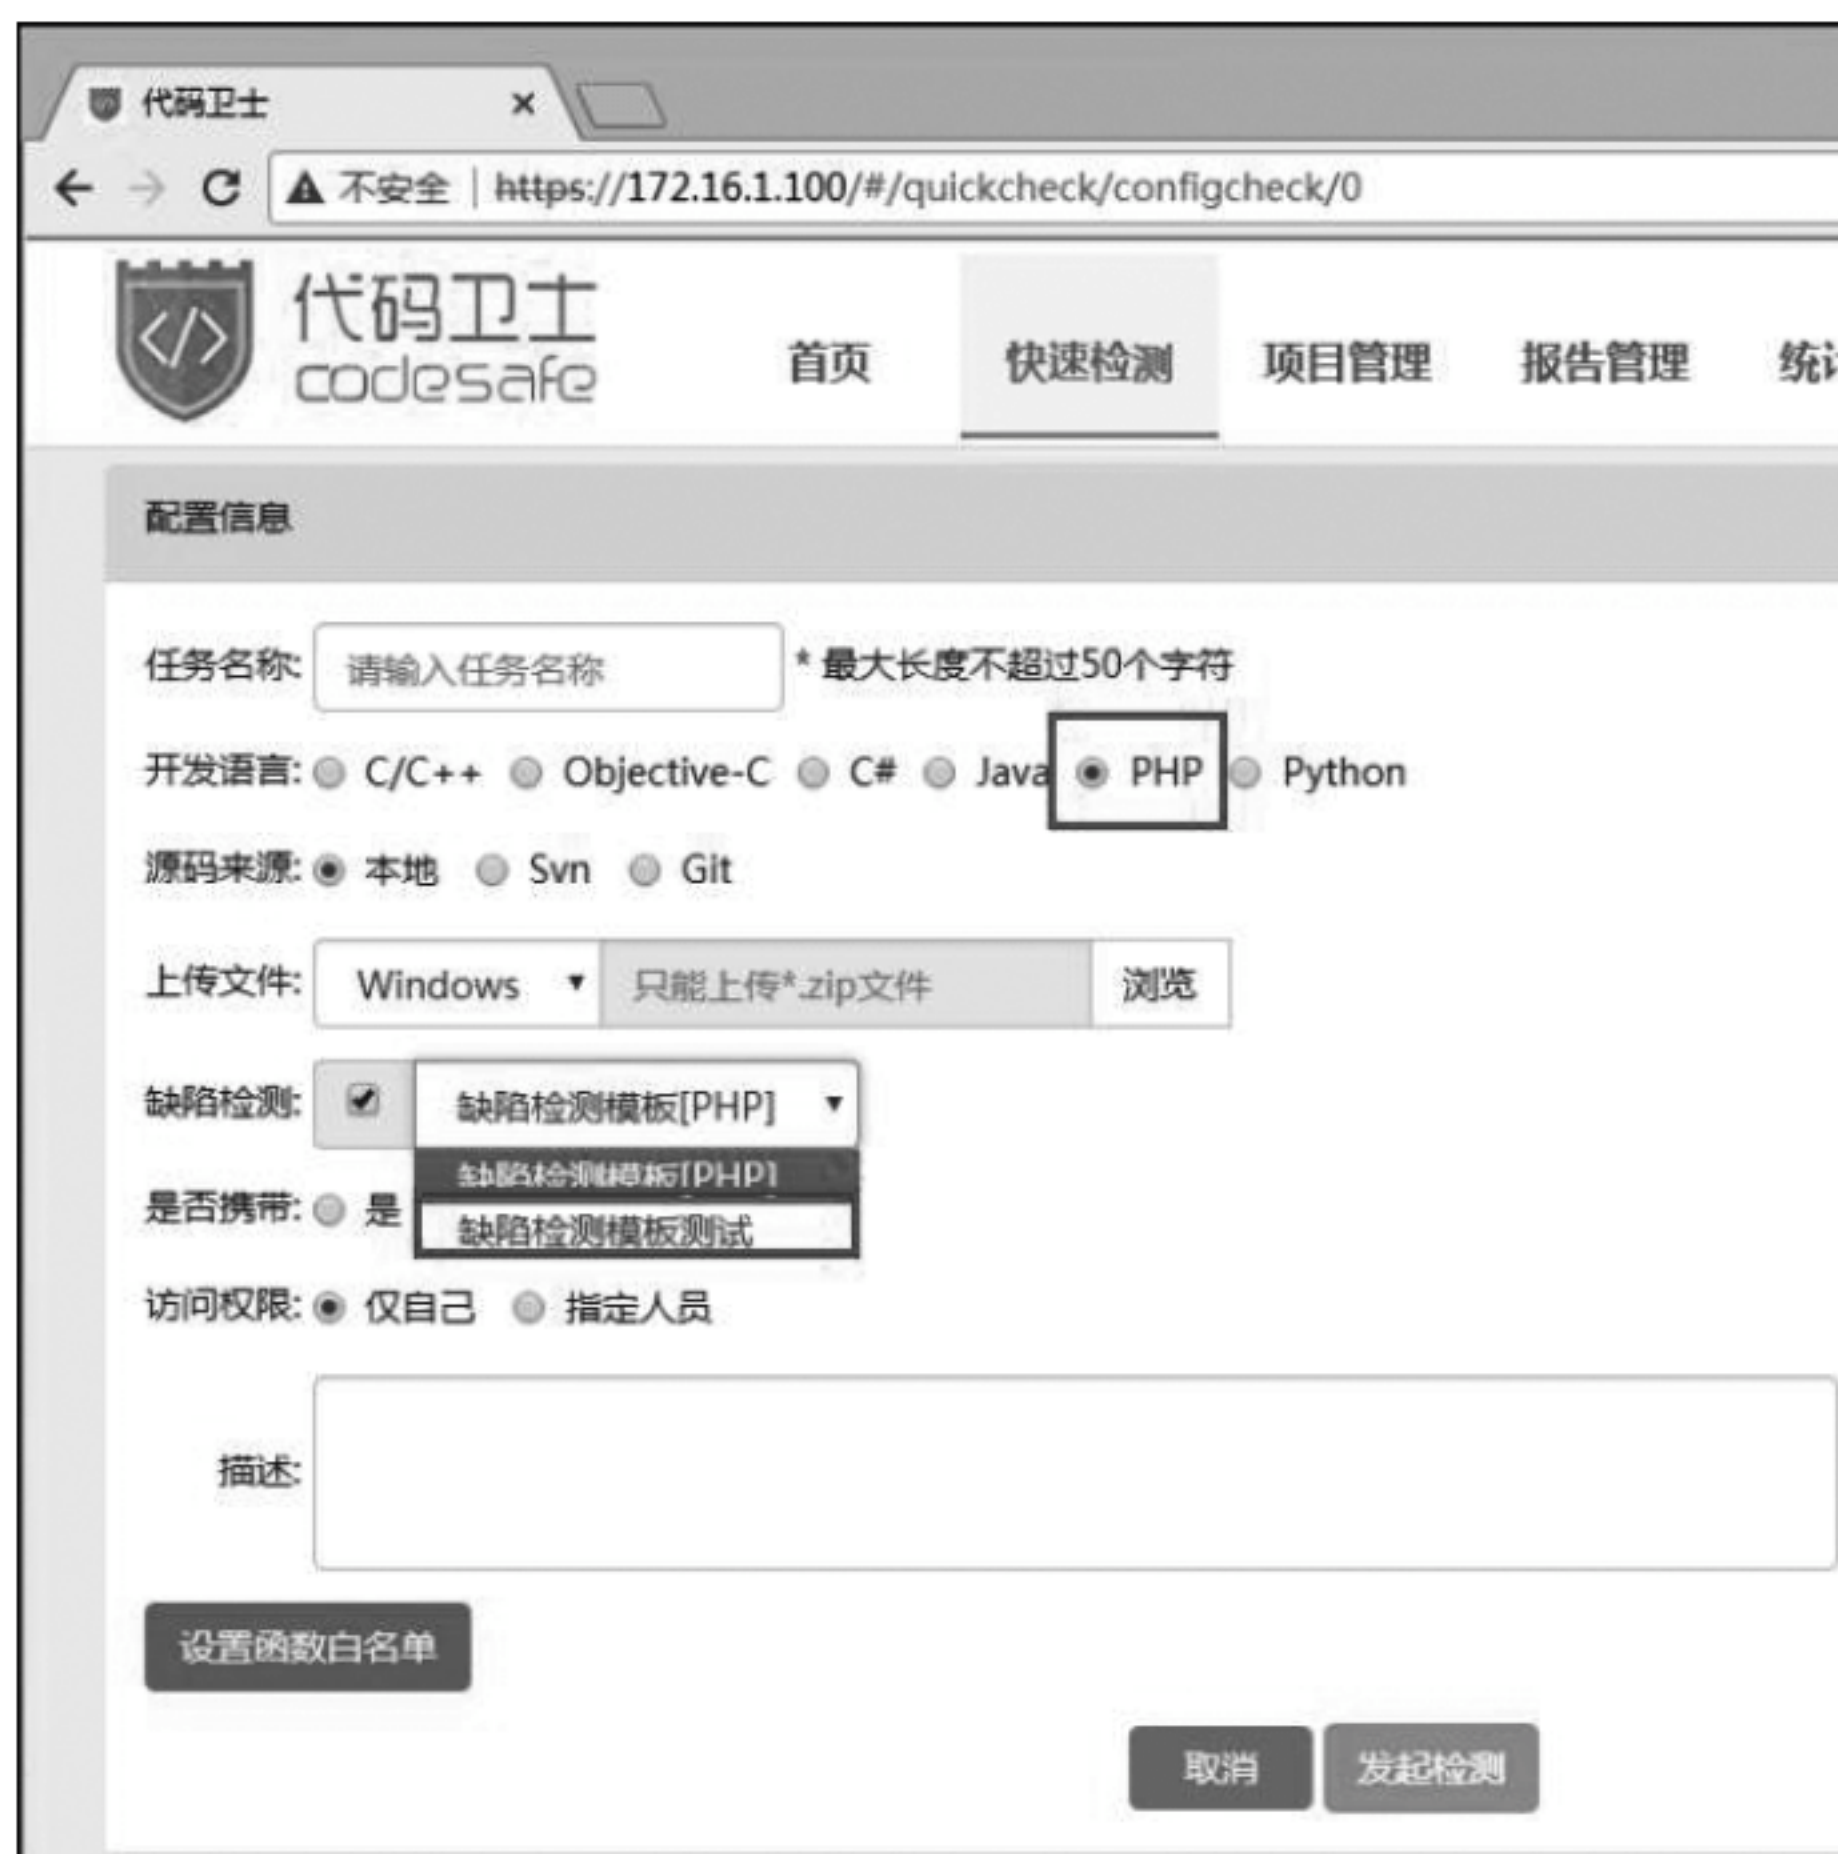 代码卫士
不安全 | https://172.16.1.100/#/quickcheck/configcheck/0
代码卫士
codesafe
首页 快速检测 项目管理 报告管理 统计
配置信息
任务名称: 请输入任务名称 * 最大长度不超过50个字符
开发语言: C/C++ Objective-C C# Java PHP Python
源码来源: 本地 Svn Git
上传文件: Windows 只能上传*.zip文件 浏览
缺陷检测: 缺陷检测模板[PHP]
缺陷检测模板[PHP]
是否携带: 是 缺陷检测模板测试
访问权限: 仅自己 指定人员
描述:
设置函数白名单
取消 发起检测